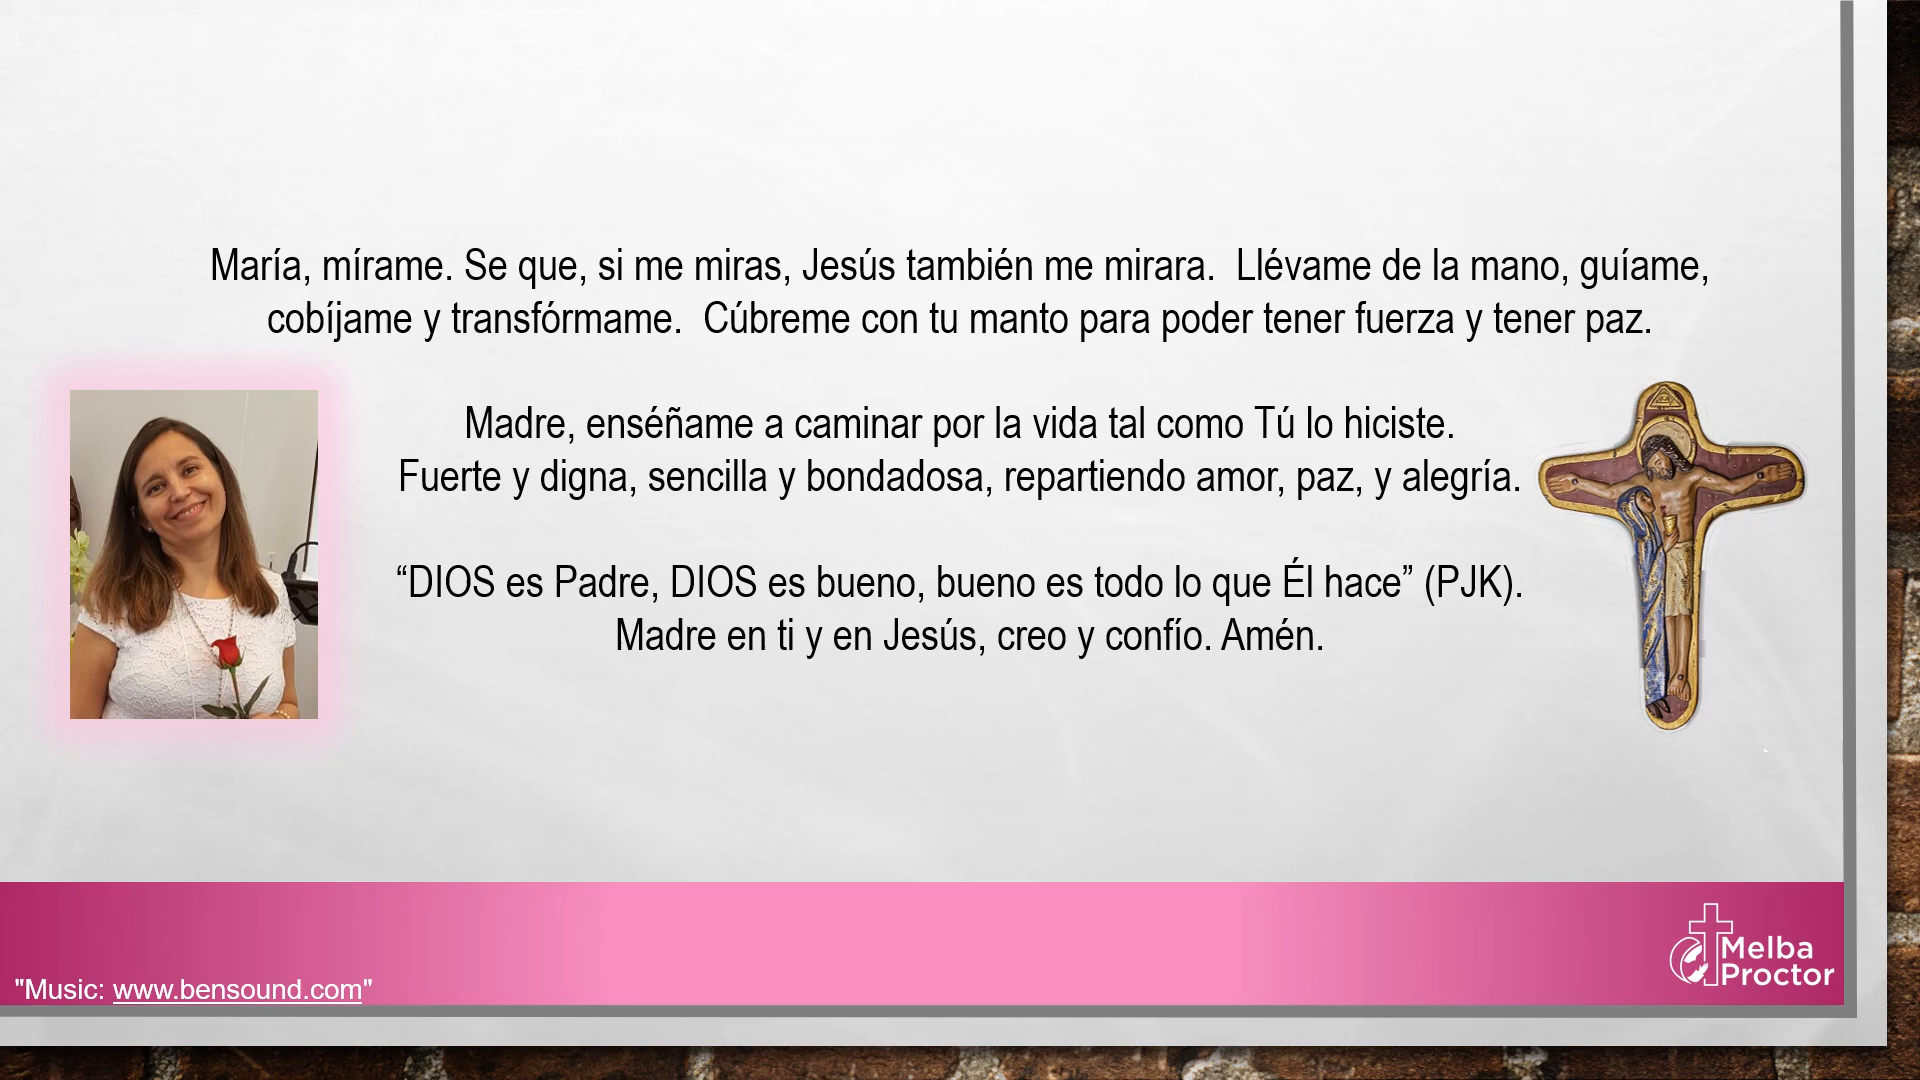 María, mírame. Se que, si me miras, Jesús también me mirara.  Llévame de la mano, guíame,
cobíjame y transfórmame.  Cúbreme con tu manto para poder tener fuerza y tener paz.
Madre, enséñame a caminar por la vida tal como Tú lo hiciste.
Fuerte y digna, sencilla y bondadosa, repartiendo amor, paz, y alegría.
“DIOS es Padre, DIOS es bueno, bueno es todo lo que Él hace” (PJK).
Madre en ti y en Jesús, creo y confío. Amén.
Melba
Proctor
"Music: www.bensound.com"